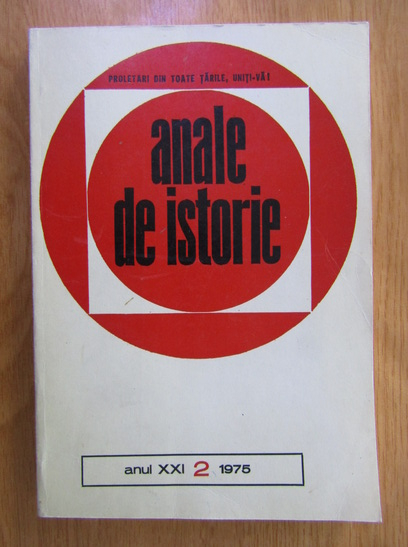 PROLETARI DIN TOATE ȚĂRILE, UNIȚI-VĂ!
anale
de istorie
anul XXI 2 1975